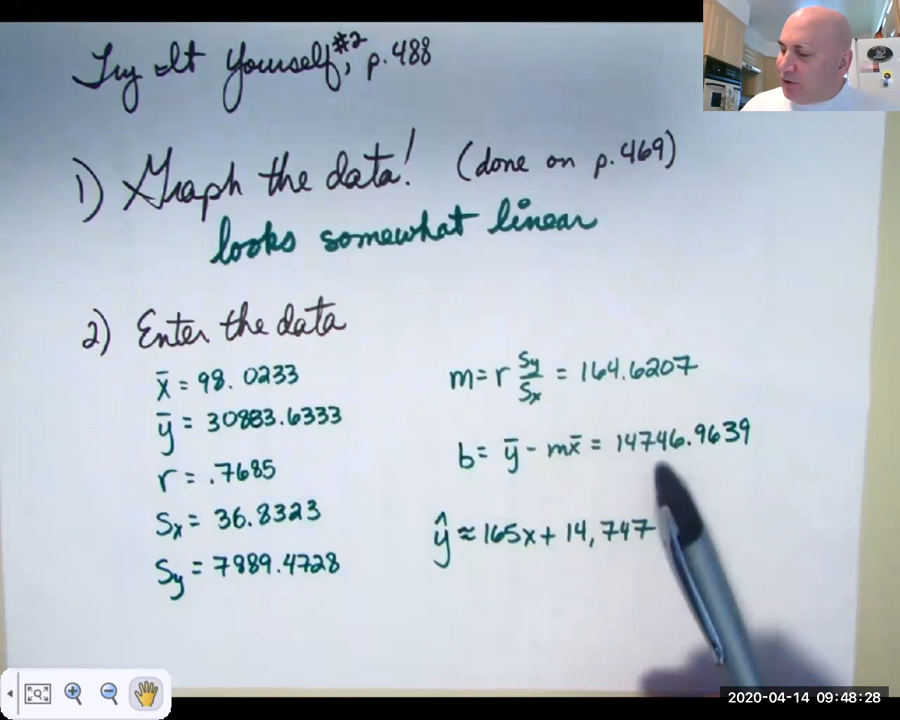 Try It Yourself, #2, p.488
1) Graph the data! (done on p.469)
looks somewhat linear
2) Enter the data
x̄ = 98.0233
ȳ = 30883.6333
r = .7685
Sx = 36.8323
Sy = 7889.4728
m = r Sy/Sx = 164.6207
b = ȳ - mx̄ = 14746.9639
ŷ ≈ 165x + 14,747
2020-04-14 09:48:28